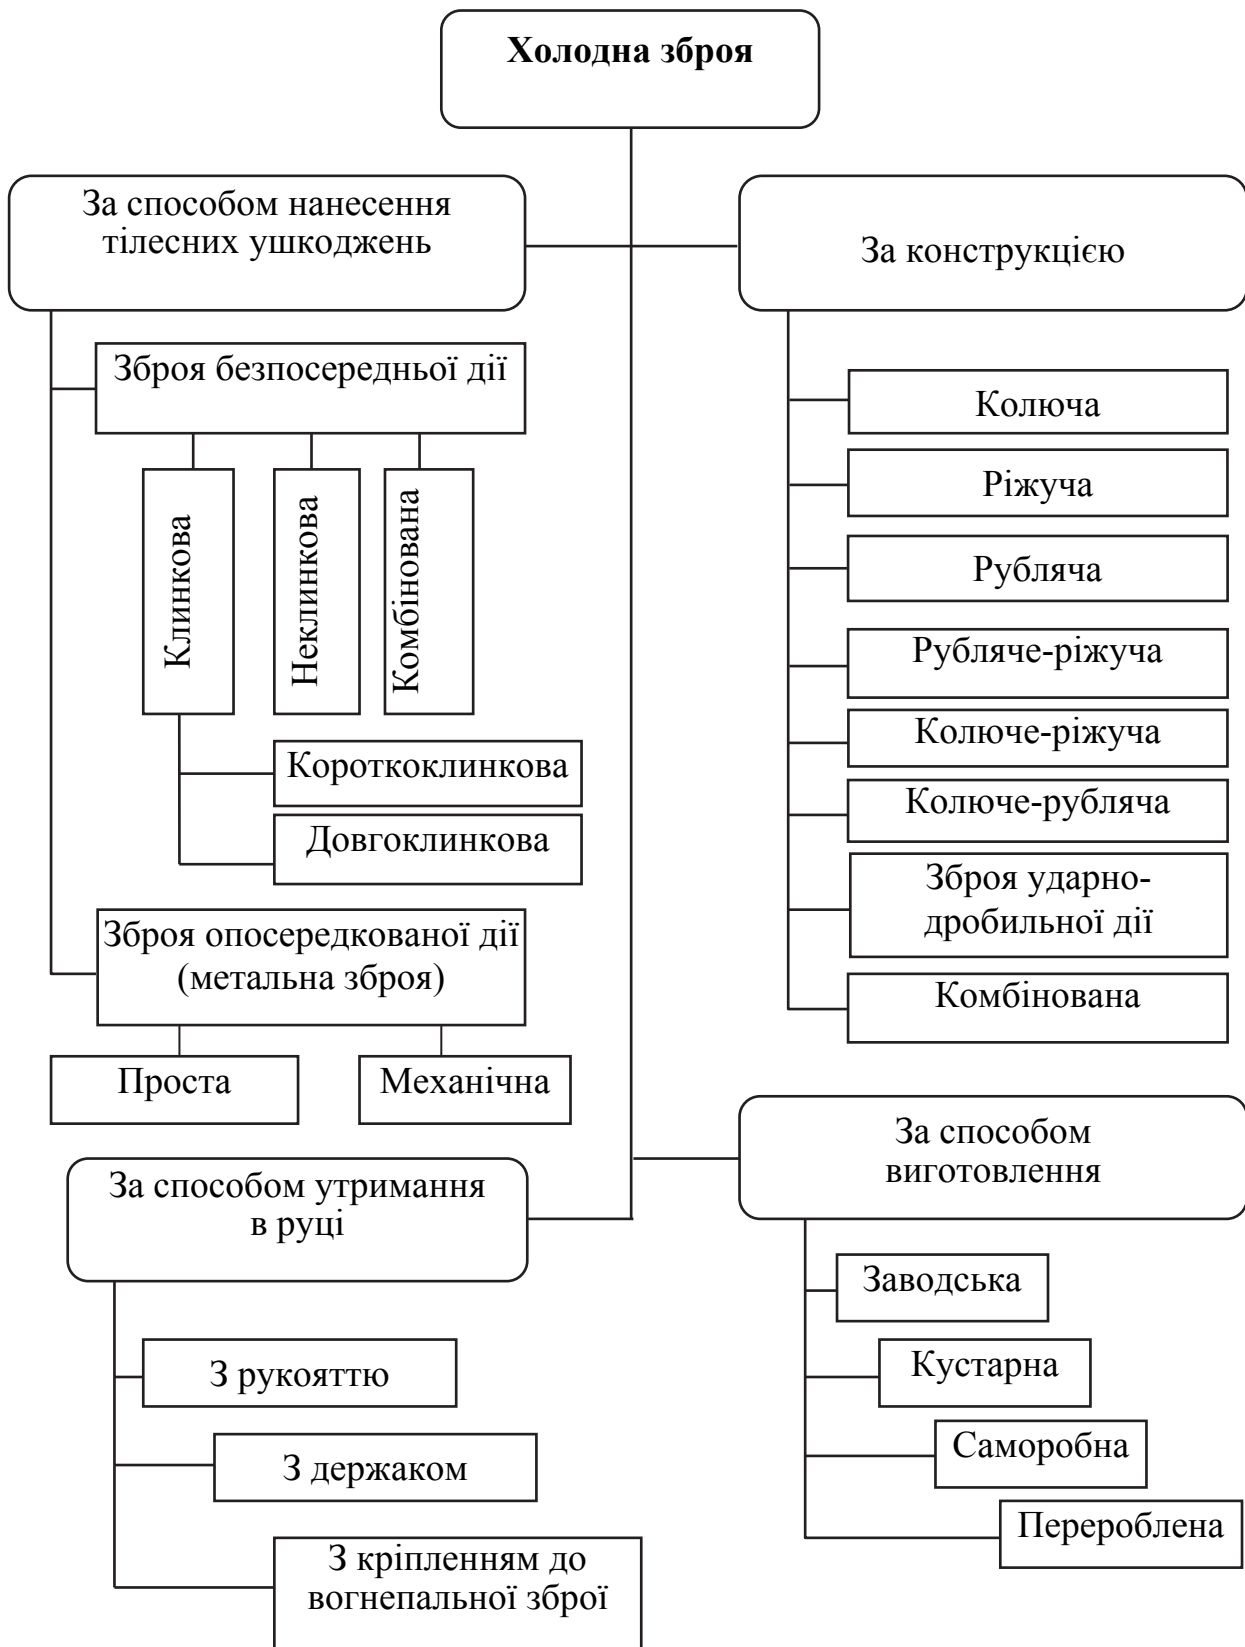 Холодна зброя
За способом нанесення
тілесних ушкоджень
Зброя безпосередньої дії
Клинкова
Неклинкова
Комбінована
Короткоклинкова
Довгоклинкова
Зброя опосередкованої дії
(метальна зброя)
Проста
Механічна
За способом утримання
в руці
З рукояттю
З держаком
З кріпленням до
вогнепальної зброї
За конструкцією
Колюча
Ріжуча
Рубляча
Рубляче-ріжуча
Колюче-ріжуча
Колюче-рубляча
Зброя ударно-
дробильної дії
Комбінована
За способом
виготовлення
Заводська
Кустарна
Саморобна
Перероблена